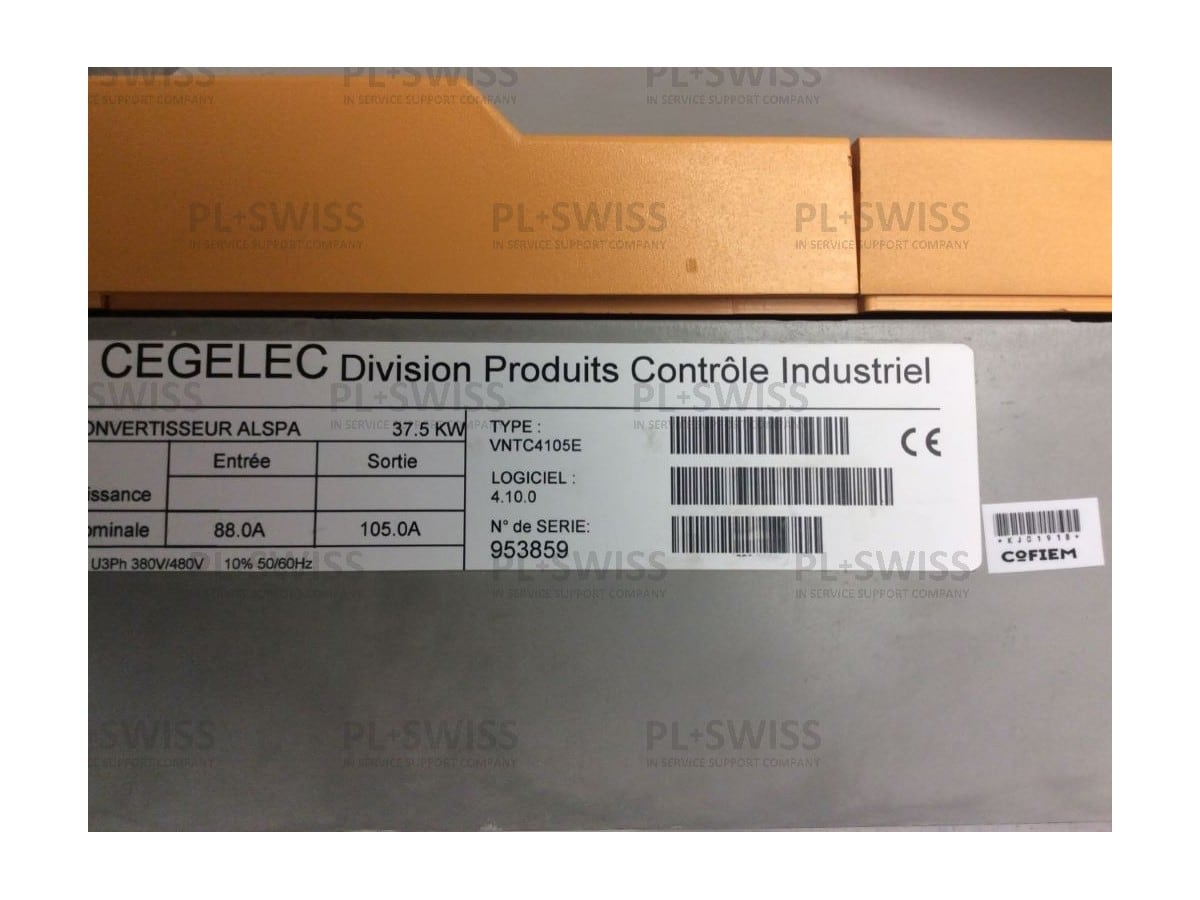 CEGELEC Division Produits Contrôle Industriel
ONVERTISSEUR ALSPA 37.5 KW
Entrée Sortie
issance
ominale 88.0A 105.0A
U3Ph 380V/480V 10% 50/60Hz
TYPE :
VNTC4105E
LOGICIEL :
4.10.0
N° de SERIE:
953859
CE
*KJ01918*
COFIEM
PL+SWISS
IN SERVICE SUPPORT COMPANY